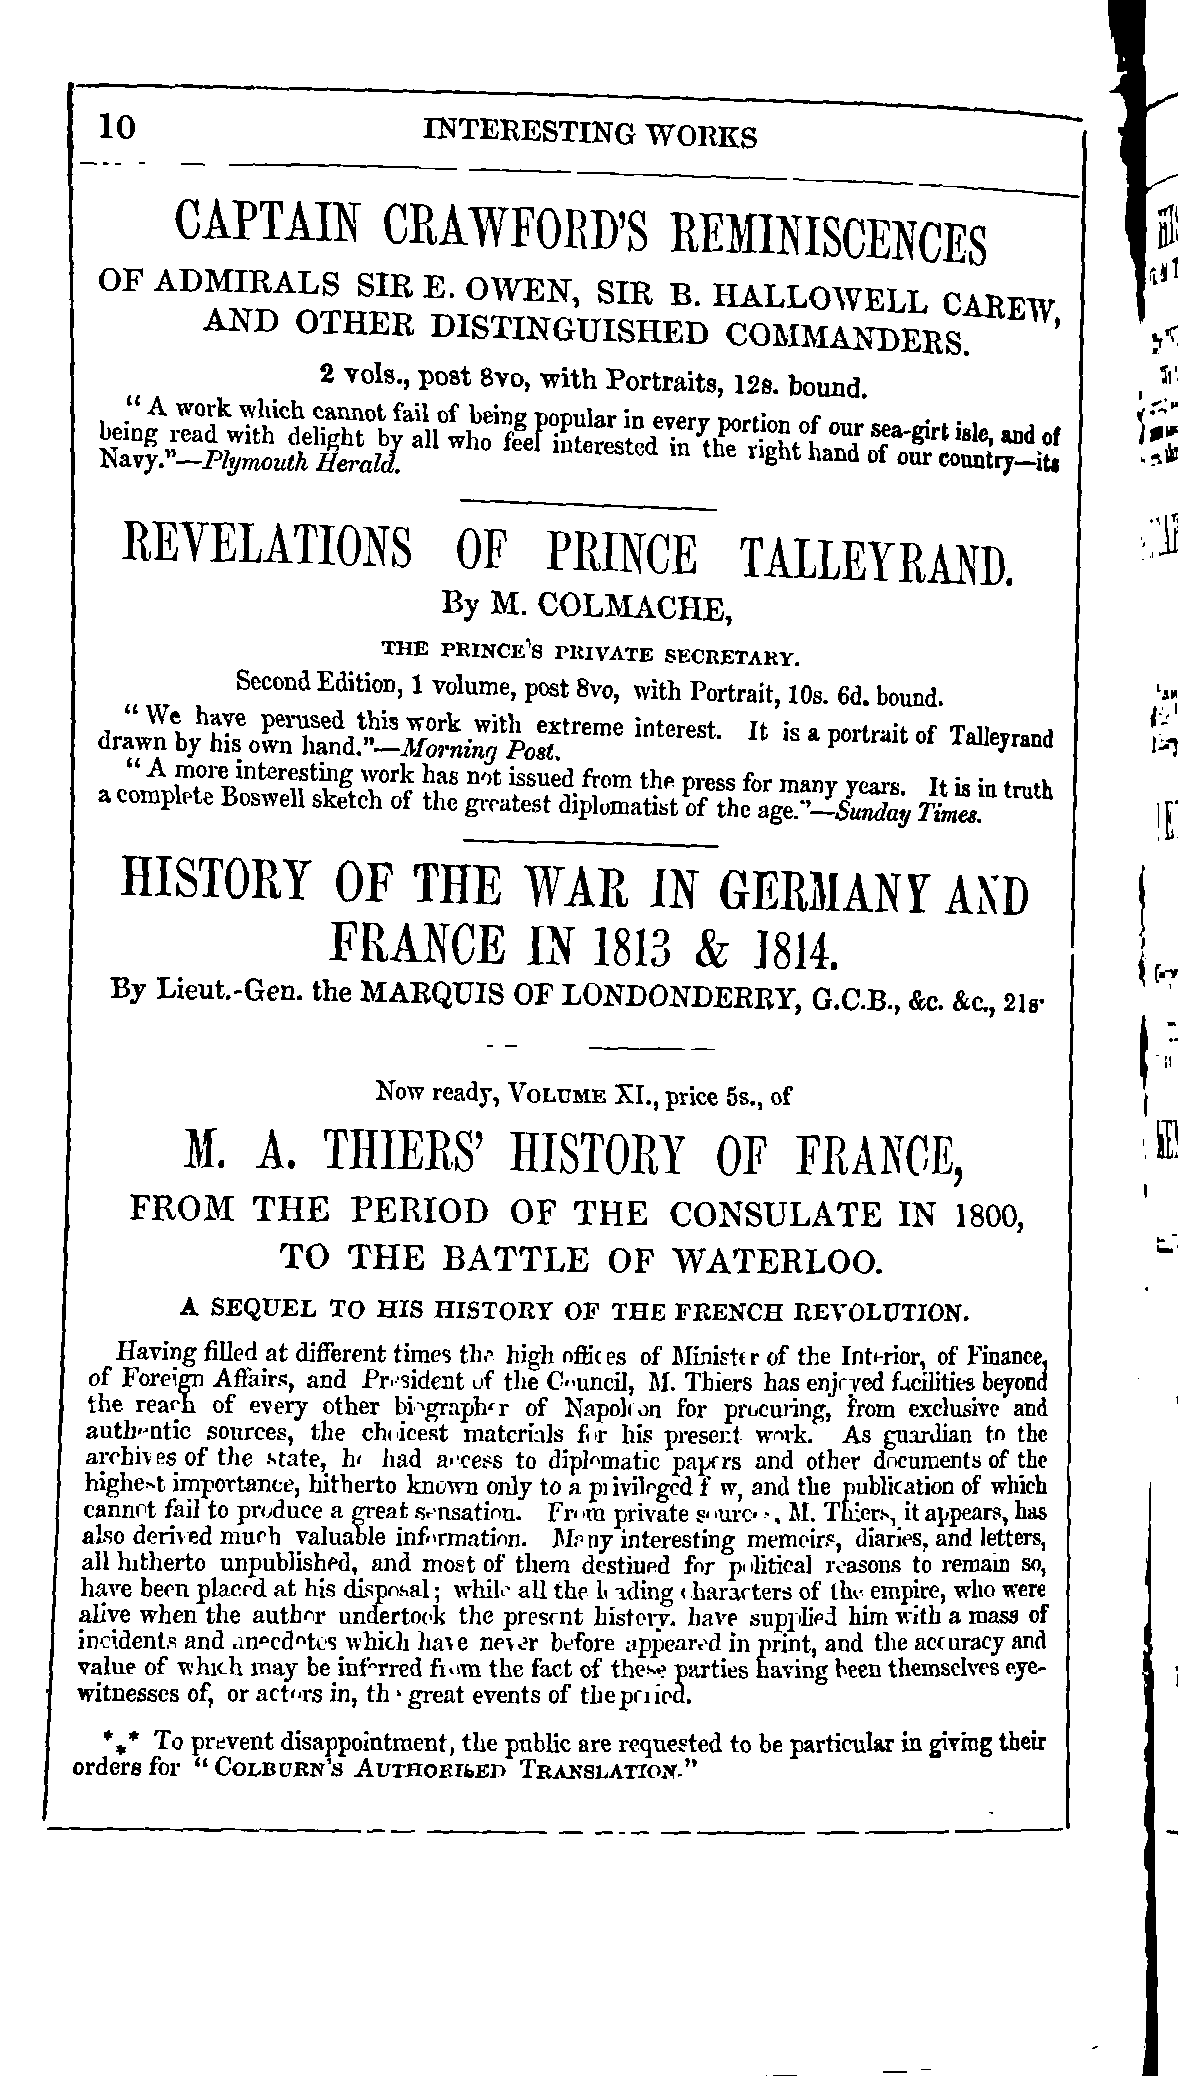 10 INTERESTING WORKS
CAPTAIN CRAWFORD'S REMINISCENCES
OF ADMIRALS SIR E. OWEN, SIR B. HALLOWELL CAREW,
AND OTHER DISTINGUISHED COMMANDERS.
2 vols., post 8vo, with Portraits, 12s. bound.
"A work which cannot fail of being popular in every portion of our sea-girt isle, and of
being read with delight by all who feel interested in the right hand of our country—its
Navy."—Plymouth Herald.
REVELATIONS OF PRINCE TALLEYRAND.
By M. COLMACHE,
THE PRINCE'S PRIVATE SECRETARY.
Second Edition, 1 volume, post 8vo, with Portrait, 10s. 6d. bound.
"We have perused this work with extreme interest. It is a portrait of Talleyrand
drawn by his own hand."—Morning Post.
"A more interesting work has not issued from the press for many years. It is in truth
a complete Boswell sketch of the greatest diplomatist of the age."—Sunday Times.
HISTORY OF THE WAR IN GERMANY AND
FRANCE IN 1813 & 1814.
By Lieut.-Gen. the MARQUIS OF LONDONDERRY, G.C.B., &c. &c., 21s.
Now ready, VOLUME XI., price 5s., of
M. A. THIERS' HISTORY OF FRANCE,
FROM THE PERIOD OF THE CONSULATE IN 1800,
TO THE BATTLE OF WATERLOO.
A SEQUEL TO HIS HISTORY OF THE FRENCH REVOLUTION.
Having filled at different times the high offices of Minister of the Interior, of Finance,
of Foreign Affairs, and President of the Council, M. Thiers has enjoyed facilities beyond
the reach of every other biographer of Napoleon for procuring, from exclusive and
authentic sources, the choicest materials for his present work. As guardian to the
archives of the state, he had access to diplomatic papers and other documents of the
highest importance, hitherto known only to a privileged few, and the publication of which
cannot fail to produce a great sensation. From private sources, M. Thiers, it appears, has
also derived much valuable information. Many interesting memoirs, diaries, and letters,
all hitherto unpublished, and most of them destined for political reasons to remain so,
have been placed at his disposal; while all the leading characters of the empire, who were
alive when the author undertook the present history, have supplied him with a mass of
incidents and anecdotes which have never before appeared in print, and the accuracy and
value of which may be inferred from the fact of these parties having been themselves eye-
witnesses of, or actors in, the great events of the period.
*** To prevent disappointment, the public are requested to be particular in giving their
orders for "COLBURN'S AUTHORISED TRANSLATION."